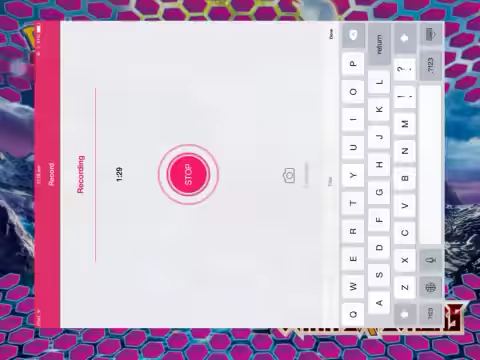 Record
Recording
1:29
STOP
Title
Done
Q W E R T Y U I O P
A S D F G H J K L return
Z X C V B N M ! ?
.?123 .?123